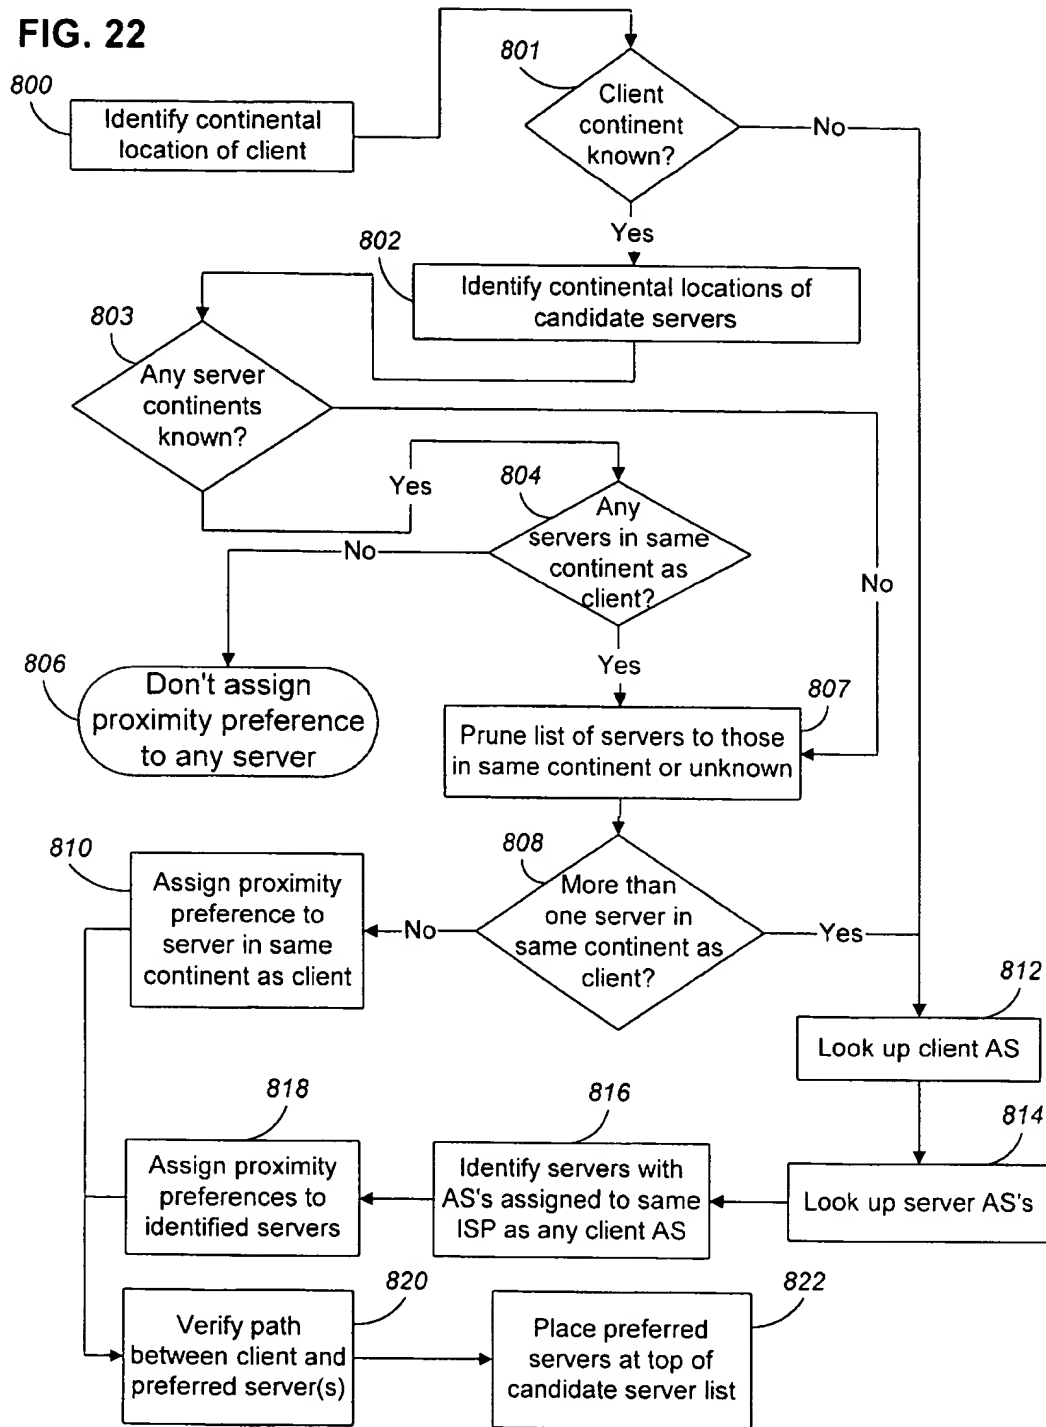 FIG. 22
800
Identify continental
location of client
801
Client
continent
known?
No
Yes
802
Identify continental locations of
candidate servers
803
Any server
continents
known?
Yes
804
Any
servers in same
continent as
client?
No
No
Yes
806
Don't assign
proximity preference
to any server
807
Prune list of servers to those
in same continent or unknown
808
More than
one server in
same continent as
client?
No
Yes
810
Assign proximity
preference to
server in same
continent as client
812
Look up client AS
814
Look up server AS's
816
Identify servers with
AS's assigned to same
ISP as any client AS
818
Assign proximity
preferences to
identified servers
820
Verify path
between client and
preferred server(s)
822
Place preferred
servers at top of
candidate server list